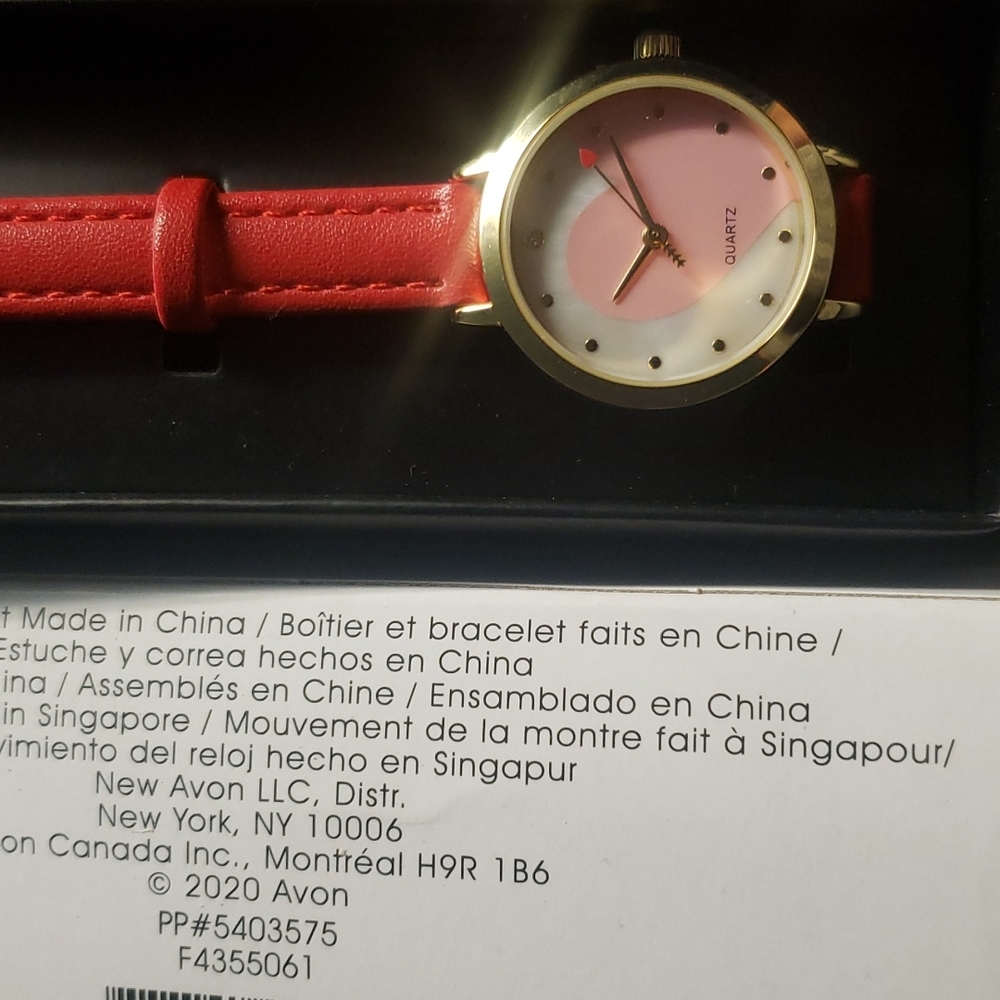 QUARTZ
t Made in China / Boîtier et bracelet faits en Chine /
Estuche y correa hechos en China
ina / Assemblés en Chine / Ensamblado en China
in Singapore / Mouvement de la montre fait à Singapour/
vimiento del reloj hecho en Singapur
New Avon LLC, Distr.
New York, NY 10006
on Canada Inc., Montréal H9R 1B6
© 2020 Avon
PP#5403575
F4355061